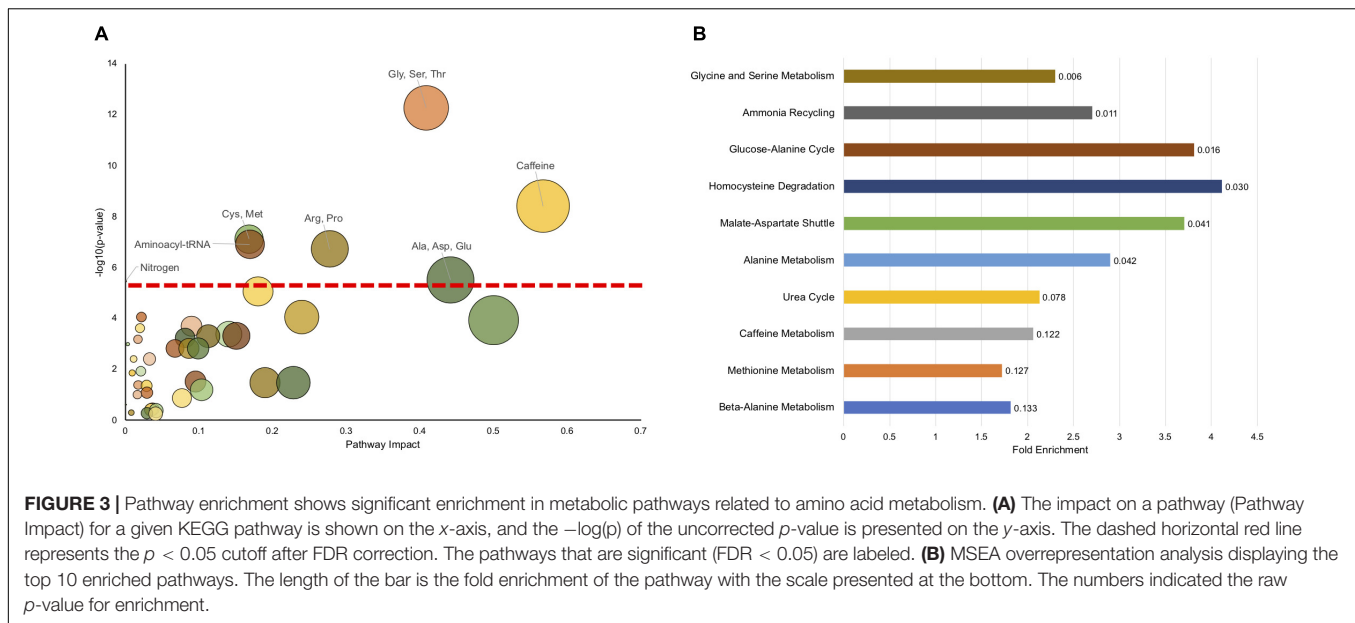 A
14
12
10
8
6
4
2
0
-log10(p-value)
Gly, Ser, Thr
Caffeine
Cys, Met
Arg, Pro
Aminoacyl-tRNA
Ala, Asp, Glu
Nitrogen
0 0.1 0.2 0.3 0.4 0.5 0.6 0.7
Pathway Impact
B
Glycine and Serine Metabolism 0.006
Ammonia Recycling 0.011
Glucose-Alanine Cycle 0.016
Homocysteine Degradation 0.030
Malate-Aspartate Shuttle 0.041
Alanine Metabolism 0.042
Urea Cycle 0.078
Caffeine Metabolism 0.122
Methionine Metabolism 0.127
Beta-Alanine Metabolism 0.133
0 0.5 1 1.5 2 2.5 3 3.5 4 4.5
Fold Enrichment
FIGURE 3 | Pathway enrichment shows significant enrichment in metabolic pathways related to amino acid metabolism. (A) The impact on a pathway (Pathway
Impact) for a given KEGG pathway is shown on the x-axis, and the −log(p) of the uncorrected p-value is presented on the y-axis. The dashed horizontal red line
represents the p < 0.05 cutoff after FDR correction. The pathways that are significant (FDR < 0.05) are labeled. (B) MSEA overrepresentation analysis displaying the
top 10 enriched pathways. The length of the bar is the fold enrichment of the pathway with the scale presented at the bottom. The numbers indicated the raw
p-value for enrichment.